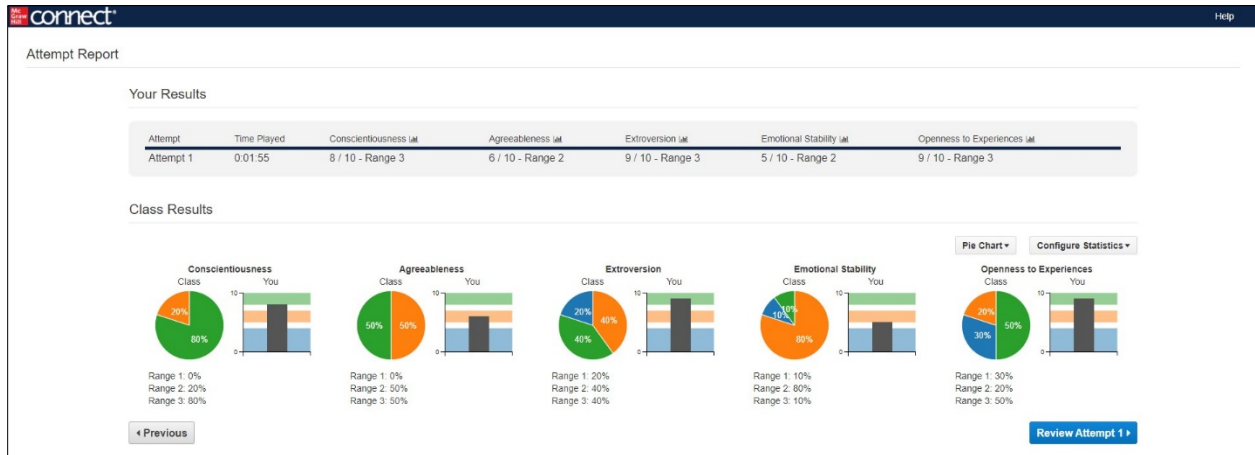 Mc Graw Hill connect® Help
Attempt Report
Your Results
Attempt Time Played Conscientiousness Agreeableness Extroversion Emotional Stability Openness to Experiences
Attempt 1 0:01:55 8 / 10 - Range 3 6 / 10 - Range 2 9 / 10 - Range 3 5 / 10 - Range 2 9 / 10 - Range 3
Class Results
Pie Chart Configure Statistics
Conscientiousness Agreeableness Extroversion Emotional Stability Openness to Experiences
Class You Class You Class You Class You Class You
10 10 10 10 10
20% 80% 50% 50% 20% 40% 40% 10% 10% 80% 20% 30% 50%
0 0 0 0 0
Range 1: 0% Range 1: 0% Range 1: 20% Range 1: 10% Range 1: 30%
Range 2: 20% Range 2: 50% Range 2: 40% Range 2: 80% Range 2: 20%
Range 3: 80% Range 3: 50% Range 3: 40% Range 3: 10% Range 3: 50%
Previous Review Attempt 1